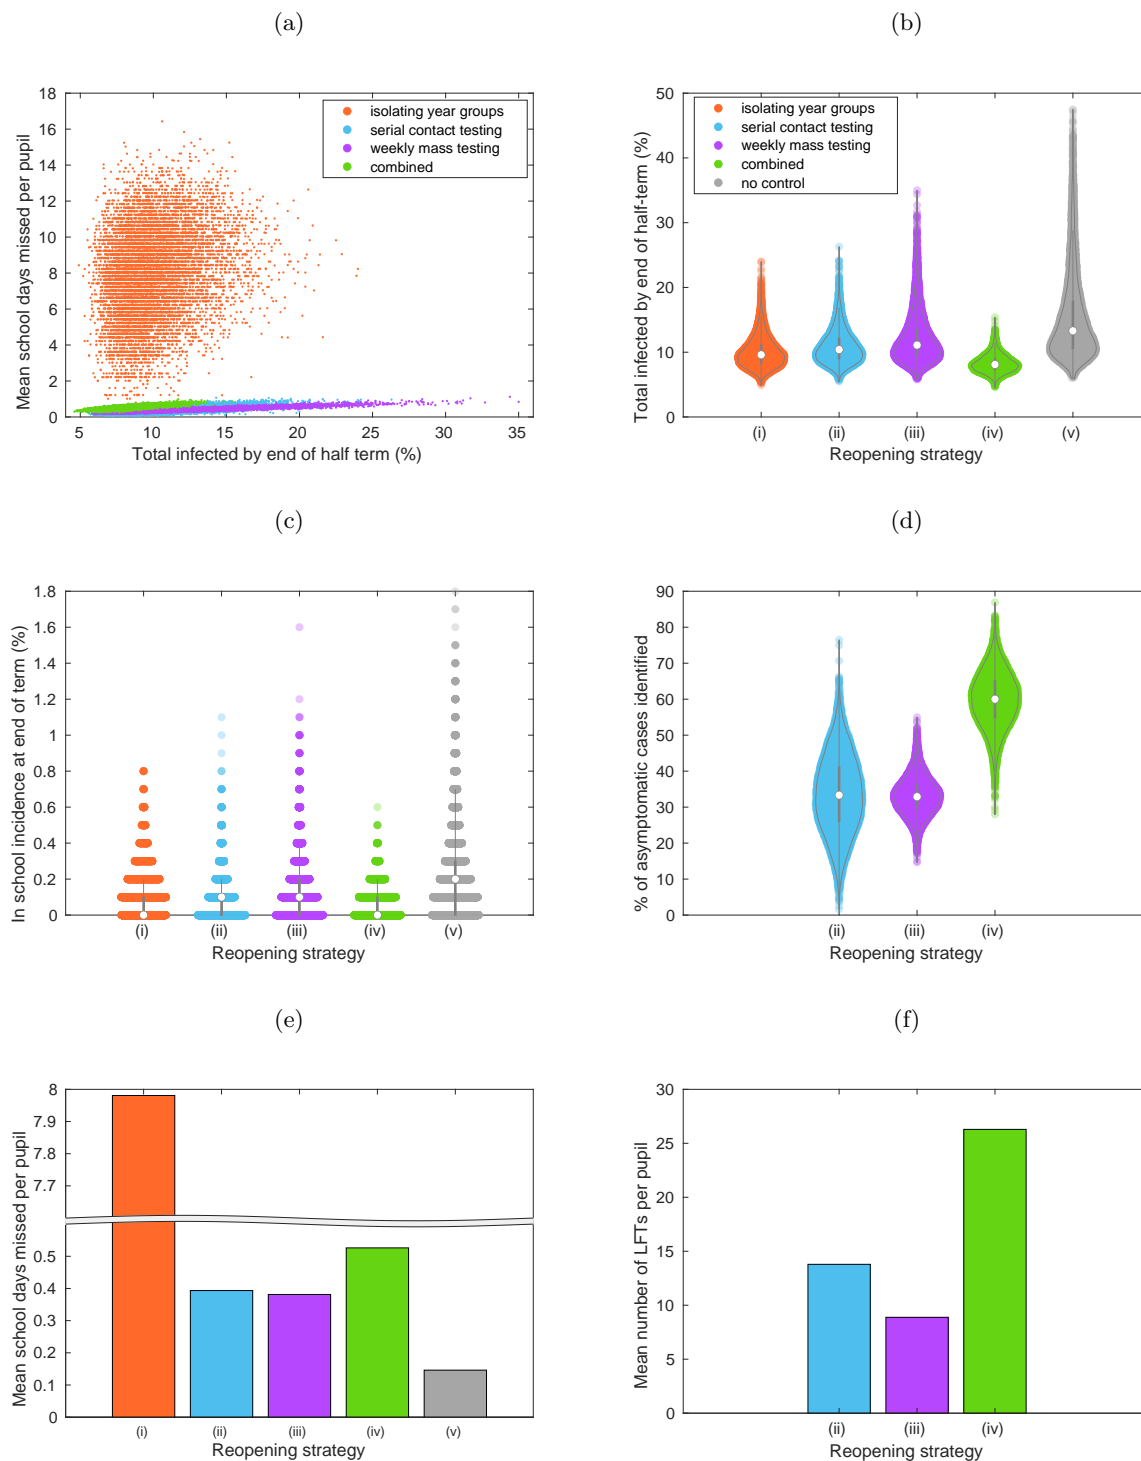 (a)
Mean school days missed per pupil
18
16
14
12
10
8
6
4
2
0
isolating year groups
serial contact testing
weekly mass testing
combined
5 10 15 20 25 30 35
Total infected by end of half term (%)
(b)
Total infected by end of half-term (%)
50
40
30
20
10
0
isolating year groups
serial contact testing
weekly mass testing
combined
no control
(i) (ii) (iii) (iv) (v)
Reopening strategy
(c)
In school incidence at end of term (%)
1.8
1.6
1.4
1.2
1
0.8
0.6
0.4
0.2
0
(i) (ii) (iii) (iv) (v)
Reopening strategy
(d)
% of asymptomatic cases identified
90
80
70
60
50
40
30
20
10
0
(ii) (iii) (iv)
Reopening strategy
(e)
Mean school days missed per pupil
8
7.9
7.8
7.7
0.5
0.4
0.3
0.2
0.1
0
(i) (ii) (iii) (iv) (v)
Reopening strategy
(f)
Mean number of LFTs per pupil
30
25
20
15
10
5
0
(ii) (iii) (iv)
Reopening strategy